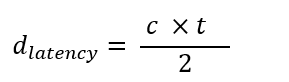 d_latency = (c × t) / 2